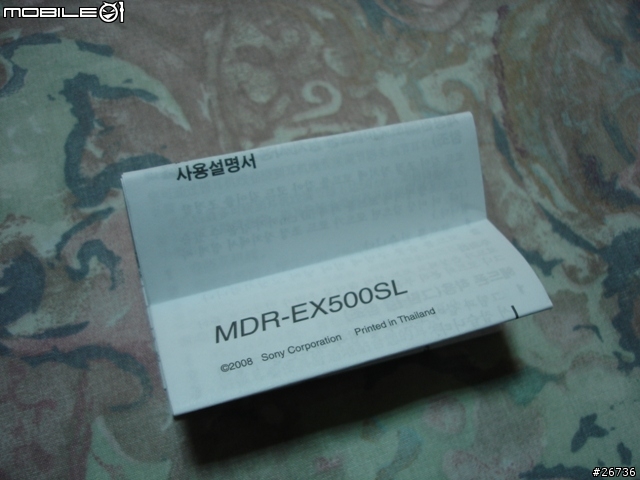 MOBILE01
사용설명서
MDR-EX500SL
©2008 Sony Corporation Printed in Thailand
#26736